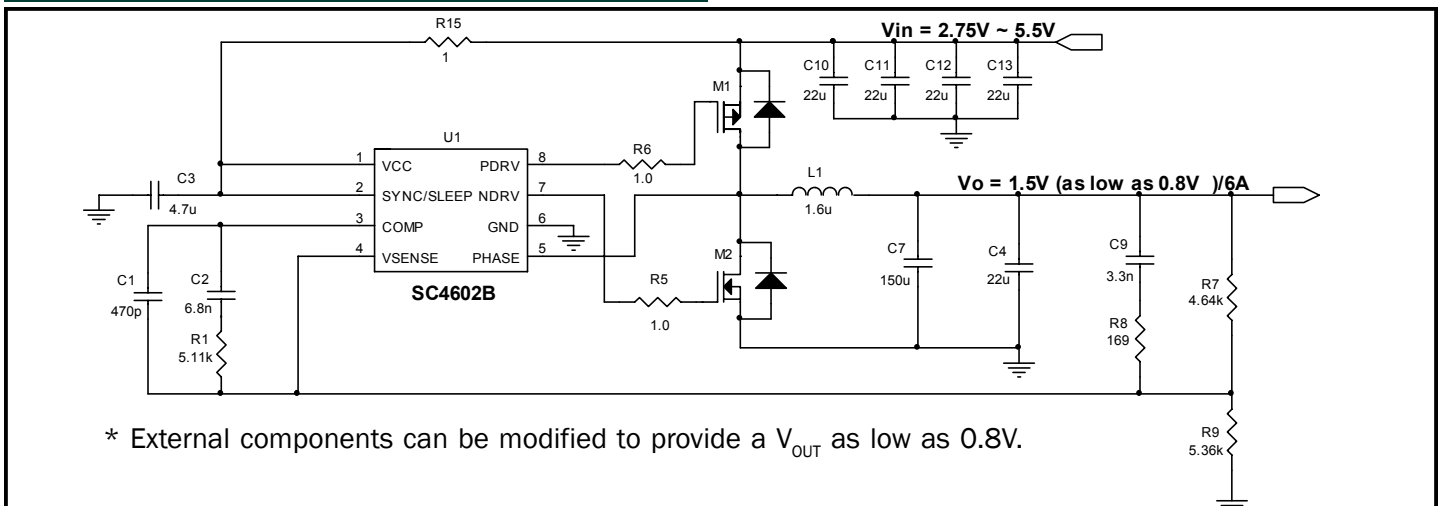 R15
1
Vin = 2.75V ~ 5.5V
C10
22u
C11
22u
C12
22u
C13
22u
M1
U1
R6
1.0
1 VCC PDRV 8
2 SYNC/SLEEP NDRV 7
3 COMP GND 6
4 VSENSE PHASE 5
SC4602B
C3
4.7u
L1
1.6u
Vo = 1.5V (as low as 0.8V )/6A
C1
470p
C2
6.8n
R1
5.11k
R5
1.0
M2
C7
150u
C4
22u
C9
3.3n
R8
169
R7
4.64k
* External components can be modified to provide a VOUT as low as 0.8V.
R9
5.36k